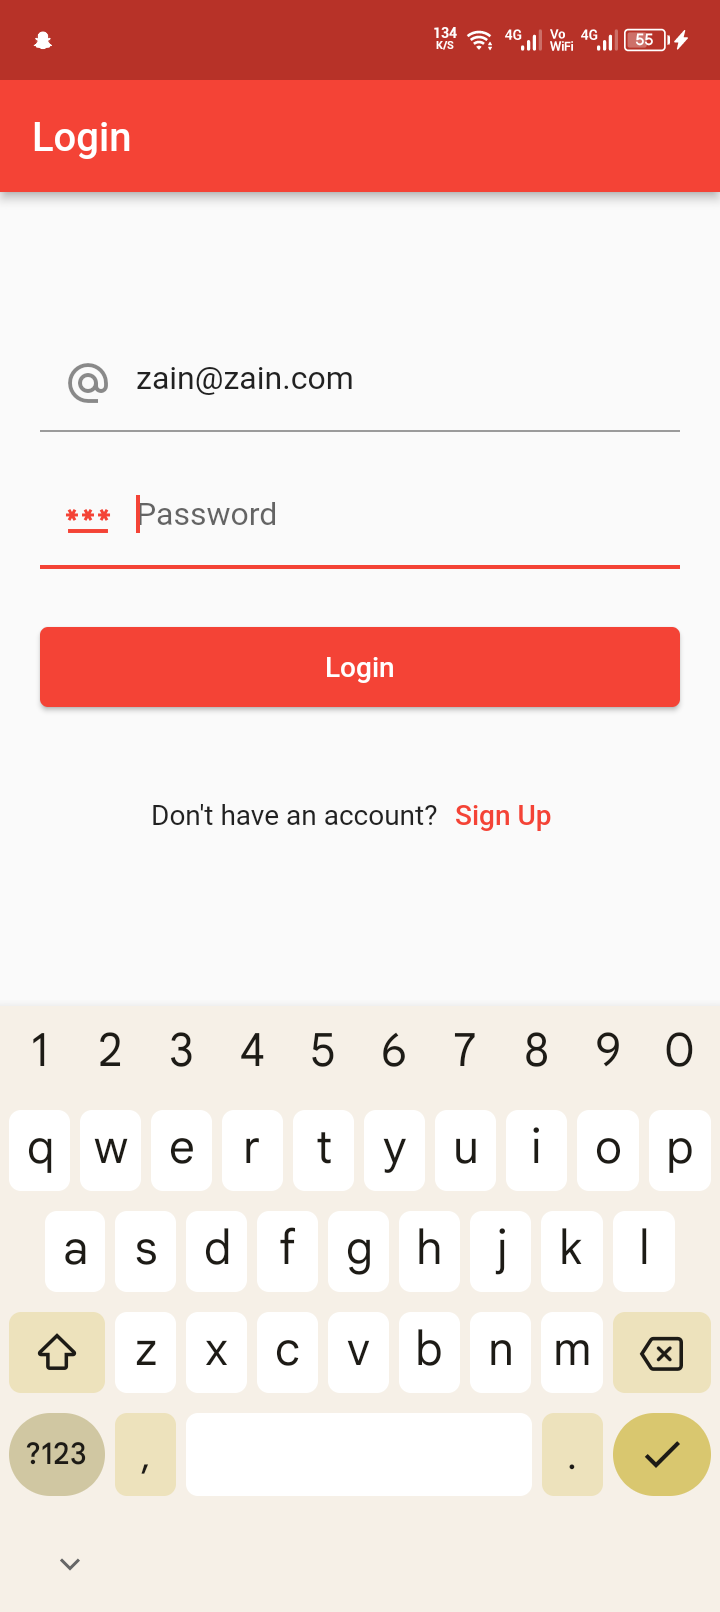 134 K/S 4G Vo WiFi 4G 55
Login
zain@zain.com
*** Password
Login
Don't have an account? Sign Up
1 2 3 4 5 6 7 8 9 0
q w e r t y u i o p
a s d f g h j k l
z x c v b n m
?123 , .